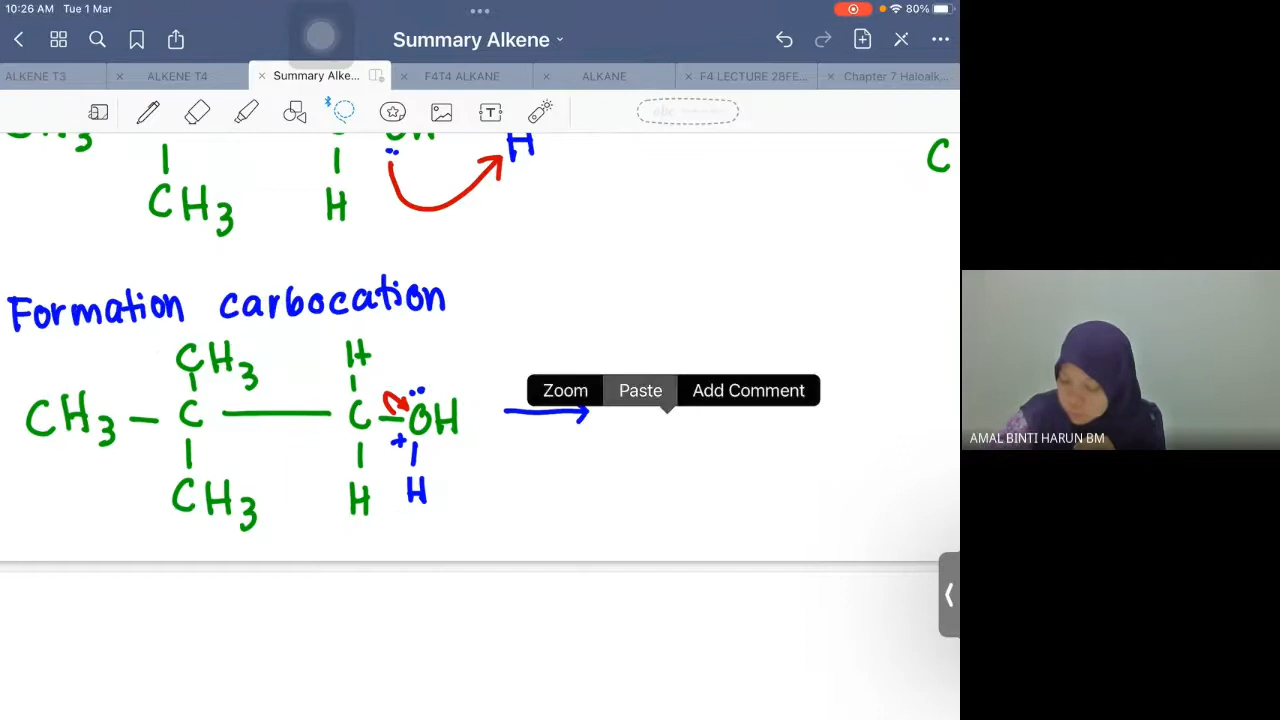 10:26 AM Tue 1 Mar
80%
Summary Alkene
ALKENE T3
ALKENE T4
Summary Alke...
F4T4 ALKANE
ALKANE
F4 LECTURE 28FE...
Chapter 7 Haloalk...
T
abc
CH3 OH H
C
CH3 H
Formation carbocation
CH3 H
CH3 — C — C — OH
+
CH3 H H
Zoom Paste Add Comment
AMAL BINTI HARUN BM